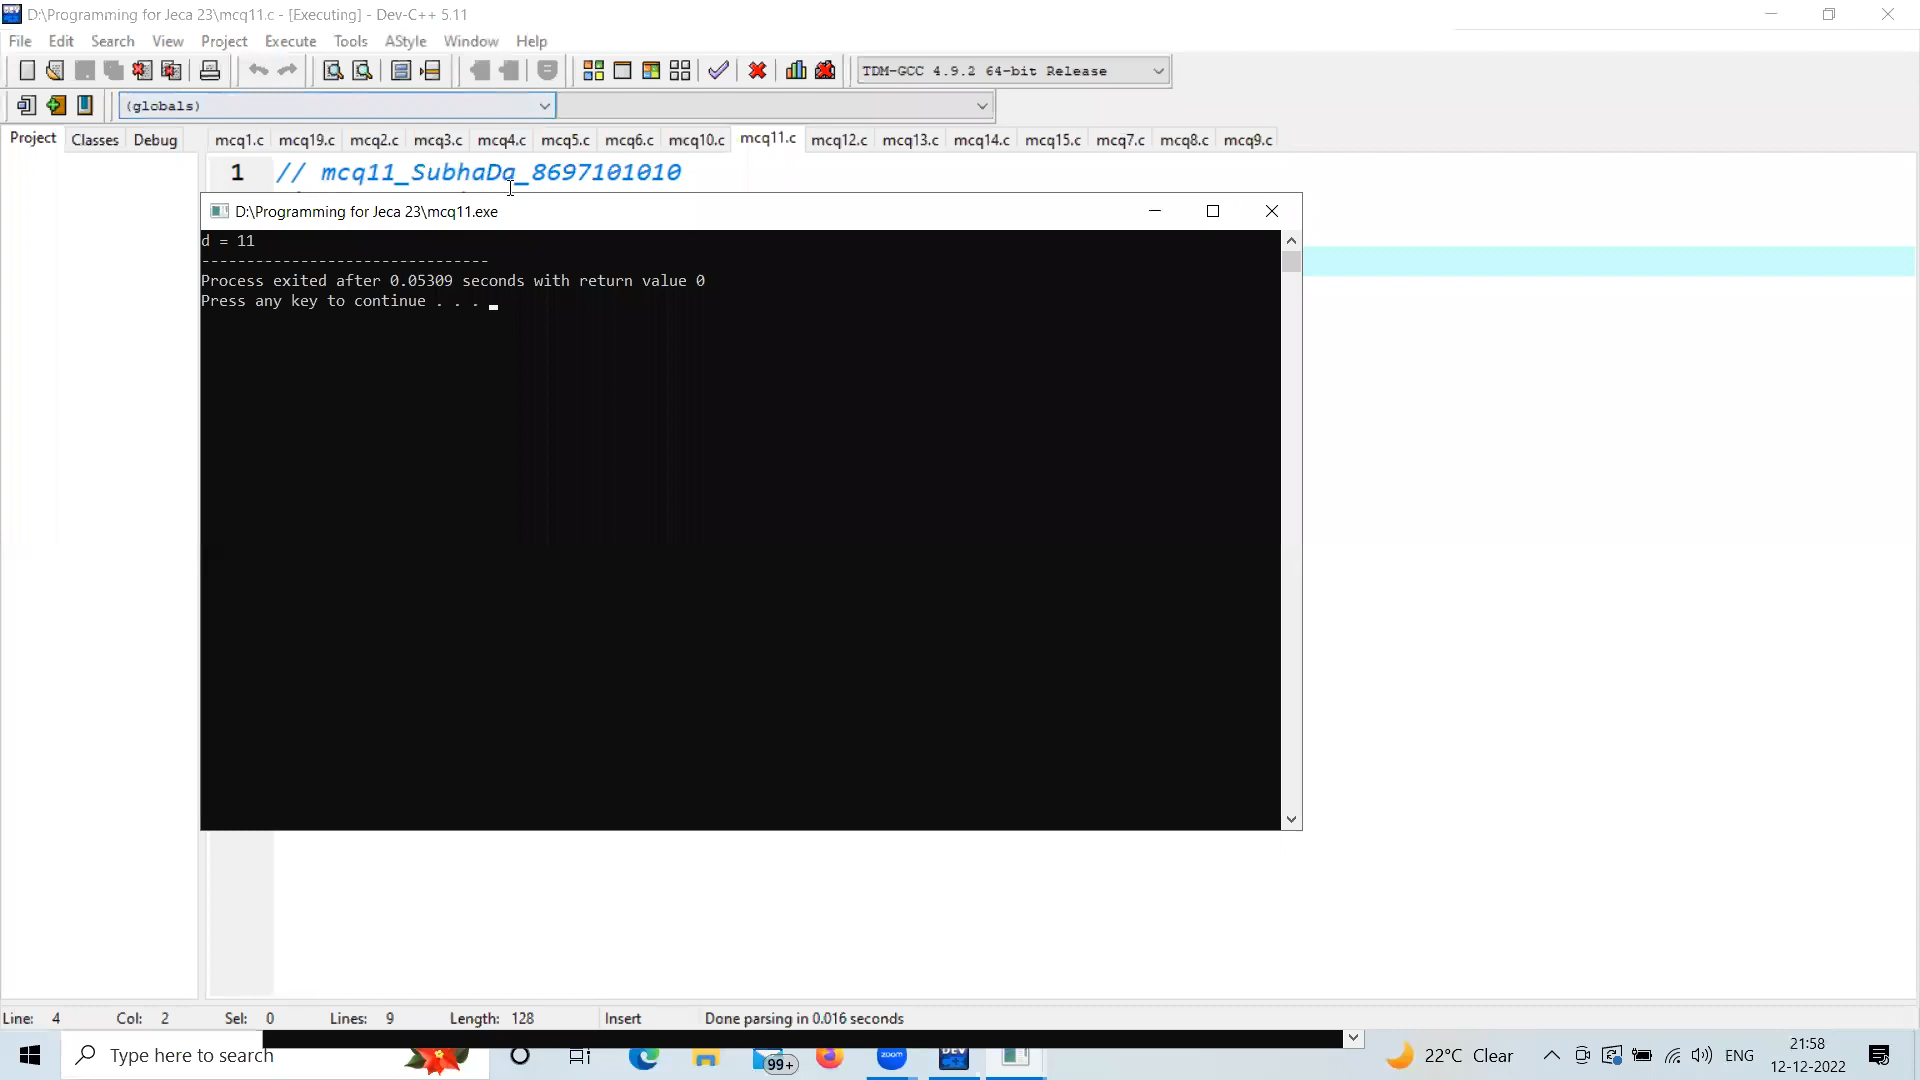 D:\Programming for Jeca 23\mcq11.c - [Executing] - Dev-C++ 5.11
File Edit Search View Project Execute Tools AStyle Window Help
TDM-GCC 4.9.2 64-bit Release
(globals)
Project Classes Debug mcq1.c mcq19.c mcq2.c mcq3.c mcq4.c mcq5.c mcq6.c mcq10.c mcq11.c mcq12.c mcq13.c mcq14.c mcq15.c mcq7.c mcq8.c mcq9.c
1 // mcq11_SubhaDa_8697101010
D:\Programming for Jeca 23\mcq11.exe
d = 11
--------------------------------
Process exited after 0.05309 seconds with return value 0
Press any key to continue . . .
Line: 4 Col: 2 Sel: 0 Lines: 9 Length: 128 Insert Done parsing in 0.016 seconds
Type here to search 99+ zoom DEV 22°C Clear ENG 21:58
12-12-2022